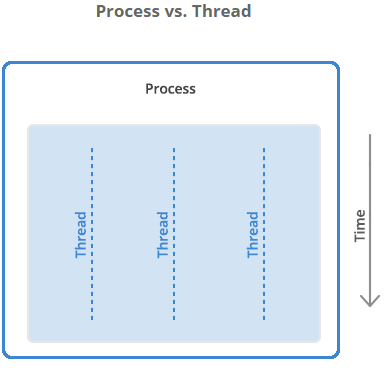 Process vs. Thread
Process
Thread
Thread
Thread
Time